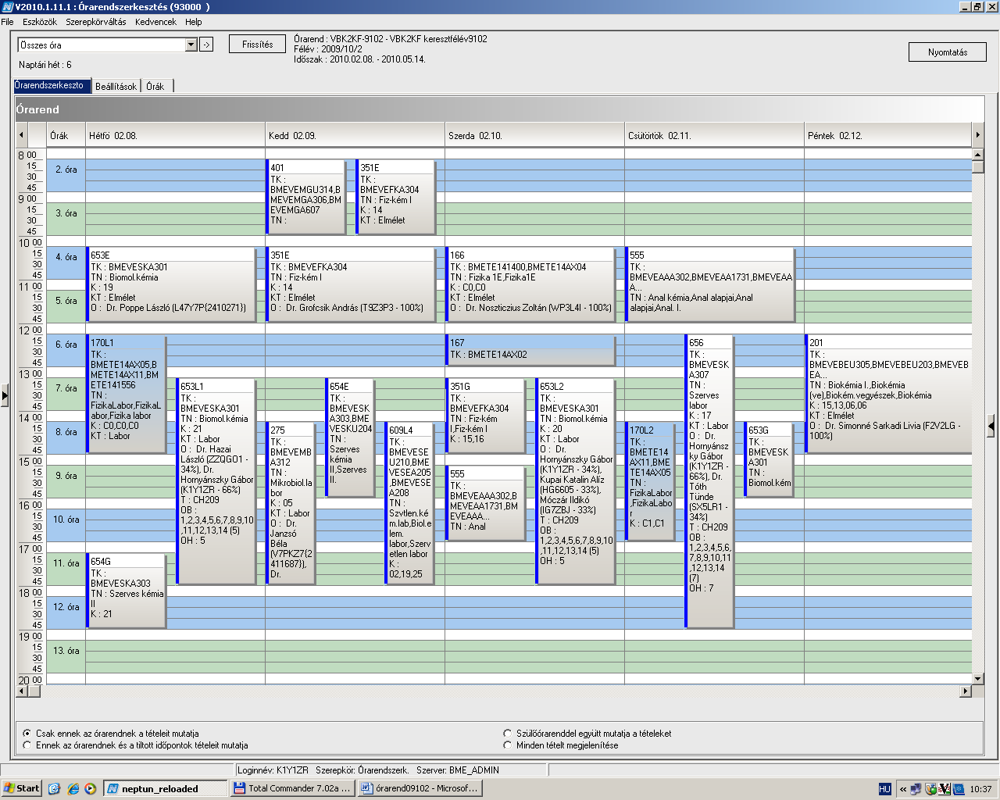 V2010.1.11.1 : Órarendszerkesztés (93000 )
File Eszközök Szerepkörváltás Kedvencek Help
Összes óra
->
Frissítés
Órarend : VBK2KF-9102 - VBK2KF keresztfélév9102
Félév : 2009/10/2
Időszak : 2010.02.08. - 2010.05.14.
Nyomtatás
Naptári hét : 6
Órarendszerkeszto Beállítások Órák
Órarend
Órák Hétfő 02.08. Kedd 02.09. Szerda 02.10. Csütörtök 02.11. Péntek 02.12.
8 00
15
30
45
9 00
15
30
45
10 00
15
30
45
11 00
15
30
45
12 00
15
30
45
13 00
15
30
45
14 00
15
30
45
15 00
15
30
45
16 00
15
30
45
17 00
15
30
45
18 00
15
30
45
19 00
15
30
45
20 00
2. óra
3. óra
4. óra
5. óra
6. óra
7. óra
8. óra
9. óra
10. óra
11. óra
12. óra
13. óra
653E
TK : BMEVESKA301
TN : Biomol.kémia
K : 19
KT : Elmélet
O : Dr. Poppe László (L47Y7P{2410271})
170L1
TK :
BMETE14AX05,B
METE14AX11,BM
ETE141556
TN :
FizikaLabor,FizikaL
abor,Fizika labor
K : C0,C0,C0
KT : Labor
653L1
TK :
BMEVESKA301
TN : Biomol.kémia
K : 21
KT : Labor
O : Dr. Hazai
László (ZZQGO1 -
34%), Dr.
Hornyánszky Gábor
(K1Y1ZR - 66%)
T : CH209
OB :
1,2,3,4,5,6,7,8,9,10
,11,12,13,14 (5)
OH : 5
654G
TK :
BMEVESKA303
TN : Szerves kémia
II
K : 21
401
TK :
BMEVEMGU314,B
MEVEMGA306,BM
EVEMGA607
TN :
351E
TK :
BMEVEFKA304
TN : Fiz-kém I
K : 14
KT : Elmélet
351E
TK : BMEVEFKA304
TN : Fiz-kém I
K : 14
KT : Elmélet
O : Dr. Grofcsik András (T9Z3P3 - 100%)
275
TK :
BMEVEMB
A312
TN :
Mikrobiol.la
bor
K : 05
KT : Labor
O : Dr.
Janzsó
Béla
(V7PKZ7{2
411687}),
Dr.
654E
TK :
BMEVESK
A303,BME
VESKU204
TN :
Szerves
kémia
II,Szerves
II.
609L4
TK :
BMEVESE
U210,BME
VESEA205
,BMEVESE
A208
TN :
Szvtlen.ké
m.lab,Biol.e
lem.
labor,Szerv
etlen labor
K :
02,19,25
166
TK : BMETE141400,BMETE14AX04
TN : Fizika 1E,Fizika1E
K : C0,C0
KT : Elmélet
O : Dr. Noszticzius Zoltán (WP3L4I - 100%)
167
TK : BMETE14AX02
351G
TK :
BMEVEFKA304
TN : Fiz-kém
I,Fiz-kém I
K : 15,16
555
TK :
BMEVEAAA302,B
MEVEAA1731,BM
EVEAAA...
TN : Anal
653L2
TK :
BMEVESKA301
TN : Biomol.kémia
K : 20
KT : Labor
O : Dr.
Hornyánszky Gábor
(K1Y1ZR - 34%),
Kupai Katalin Alíz
(HG6605 - 33%),
Móczár Ildikó
(IG7ZBJ - 33%)
T : CH209
OB :
1,2,3,4,5,6,7,8,9,10
,11,12,13,14 (5)
OH : 5
555
TK :
BMEVEAAA302,BMEVEAA1731,BMEVEAA
A...
TN : Anal kémia,Anal alapjai,Anal
alapjai,Anal. I.
170L2
TK :
BMETE14
AX11,BME
TE14AX05
TN :
FizikaLabor
,FizikaLabo
r
K : C1,C1
656
TK :
BMEVESK
A307
TN :
Szerves
labor
K : 17
KT : Labor
O : Dr.
Hornyánsz
ky Gábor
(K1Y1ZR -
66%), Dr.
Tóth
Tünde
(SX5LR1 -
34%)
T : CH209
OB :
1,2,3,4,5,6,
7,8,9,10,11
,12,13,14
(7)
OH : 7
653G
TK :
BMEVESK
A301
TN :
Biomol.kém
201
TK :
BMEVEBEU305,BMEVEBEU203,BMEVEB
EA...
TN : Biokémia I.,Biokémia
(ve),Biokém.vegyészek,Biokémia
K : 15,13,06,06
KT : Elmélet
O : Dr. Simonné Sarkadi Livia (F2V2LG -
100%)
Csak ennek az órarendnek a tételeit mutatja
Ennek az órarendnek és a tiltott időpontok tételeit mutatja
Szülőórarenddel együtt mutatja a tételeket
Minden tételt megjelenítése
Loginnév: K1Y1ZR Szerepkör: Órarendszerk. Szerver: BME_ADMIN
Start neptun_reloaded Total Commander 7.02a ... órarend09102 - Microsof... HU « 10:37